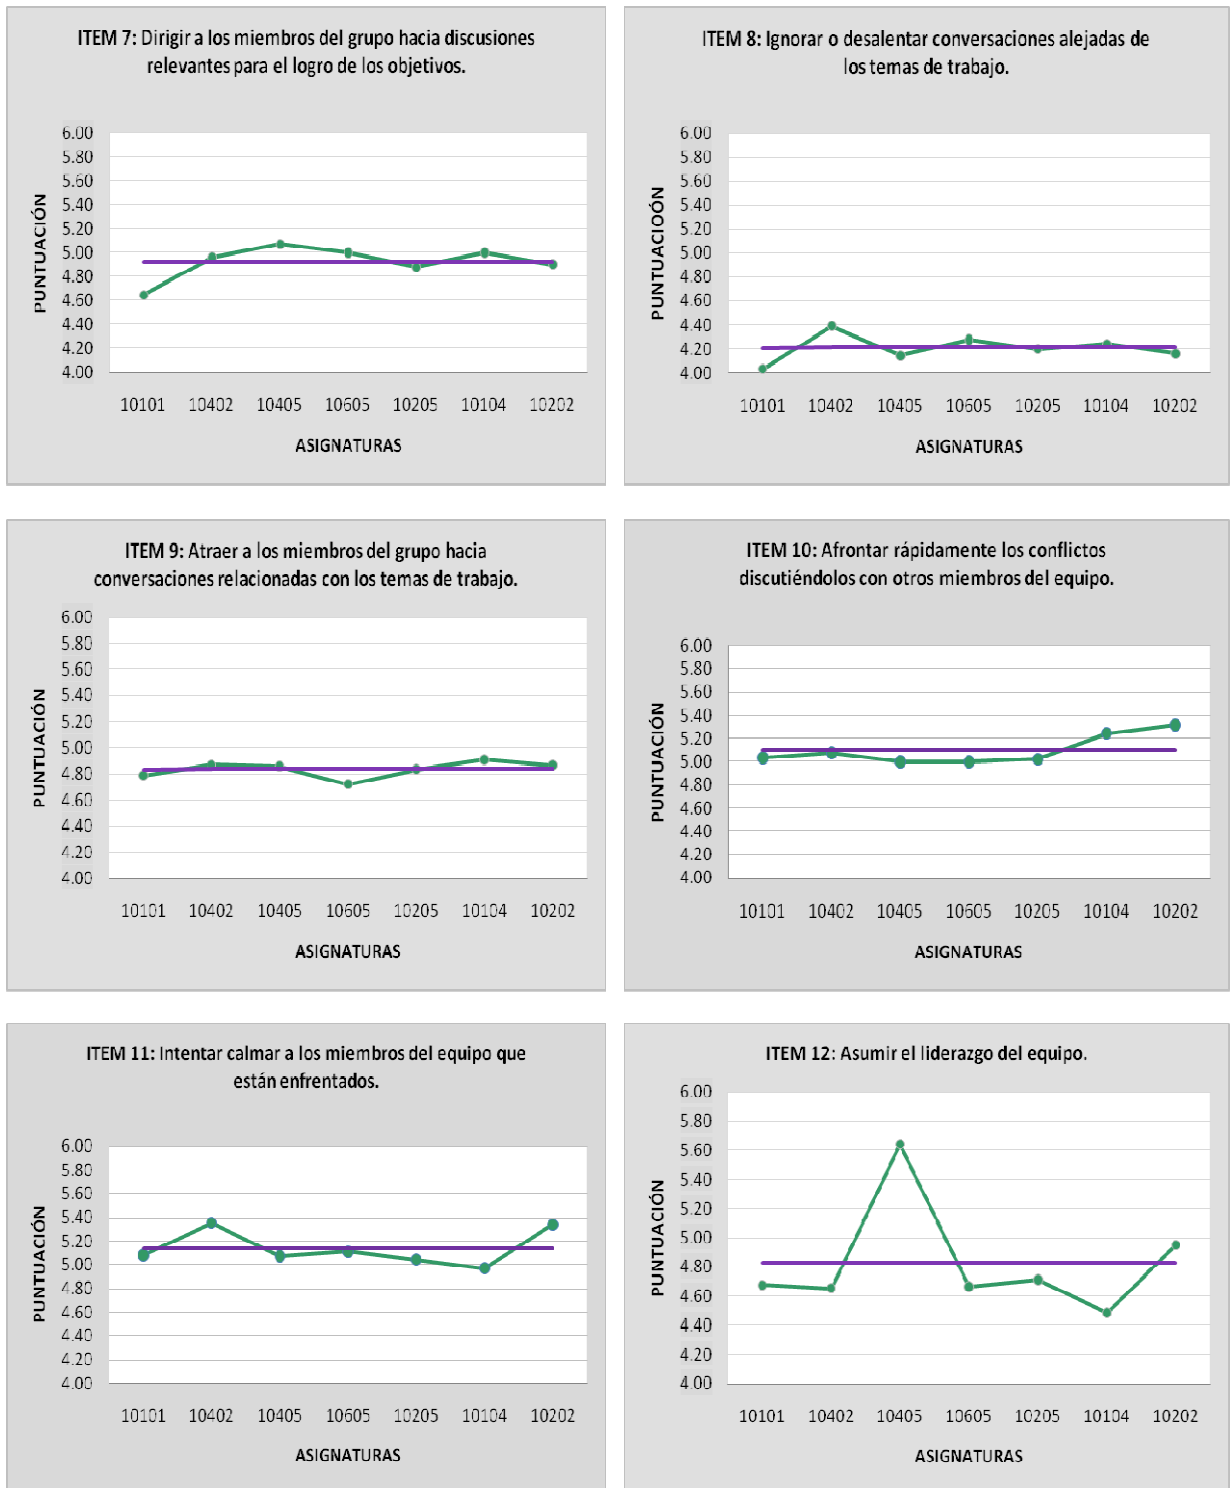 ITEM 7: Dirigir a los miembros del grupo hacia discusiones
relevantes para el logro de los objetivos.
6.00
5.80
5.60
5.40
5.20
5.00
4.80
4.60
4.40
4.20
4.00
PUNTUACIÓN
10101 10402 10405 10605 10205 10104 10202
ASIGNATURAS
ITEM 8: Ignorar o desalentar conversaciones alejadas de
los temas de trabajo.
6.00
5.80
5.60
5.40
5.20
5.00
4.80
4.60
4.40
4.20
4.00
PUNTUACIOÓN
10101 10402 10405 10605 10205 10104 10202
ASIGNATURAS
ITEM 9: Atraer a los miembros del grupo hacia
conversaciones relacionadas con los temas de trabajo.
6.00
5.80
5.60
5.40
5.20
5.00
4.80
4.60
4.40
4.20
4.00
PUNTUACIÓN
10101 10402 10405 10605 10205 10104 10202
ASIGNATURAS
ITEM 10: Afrontar rápidamente los conflictos
discutiéndolos con otros miembros del equipo.
6.00
5.80
5.60
5.40
5.20
5.00
4.80
4.60
4.40
4.20
4.00
PUNTUACIÓN
10101 10402 10405 10605 10205 10104 10202
ASIGNATURAS
ITEM 11: Intentar calmar a los miembros del equipo que
están enfrentados.
6.00
5.80
5.60
5.40
5.20
5.00
4.80
4.60
4.40
4.20
4.00
PUNTUACIÓN
10101 10402 10405 10605 10205 10104 10202
ASIGNATURAS
ITEM 12: Asumir el liderazgo del equipo.
6.00
5.80
5.60
5.40
5.20
5.00
4.80
4.60
4.40
4.20
4.00
PUNTUACIÓN
10101 10402 10405 10605 10205 10104 10202
ASIGNATURAS